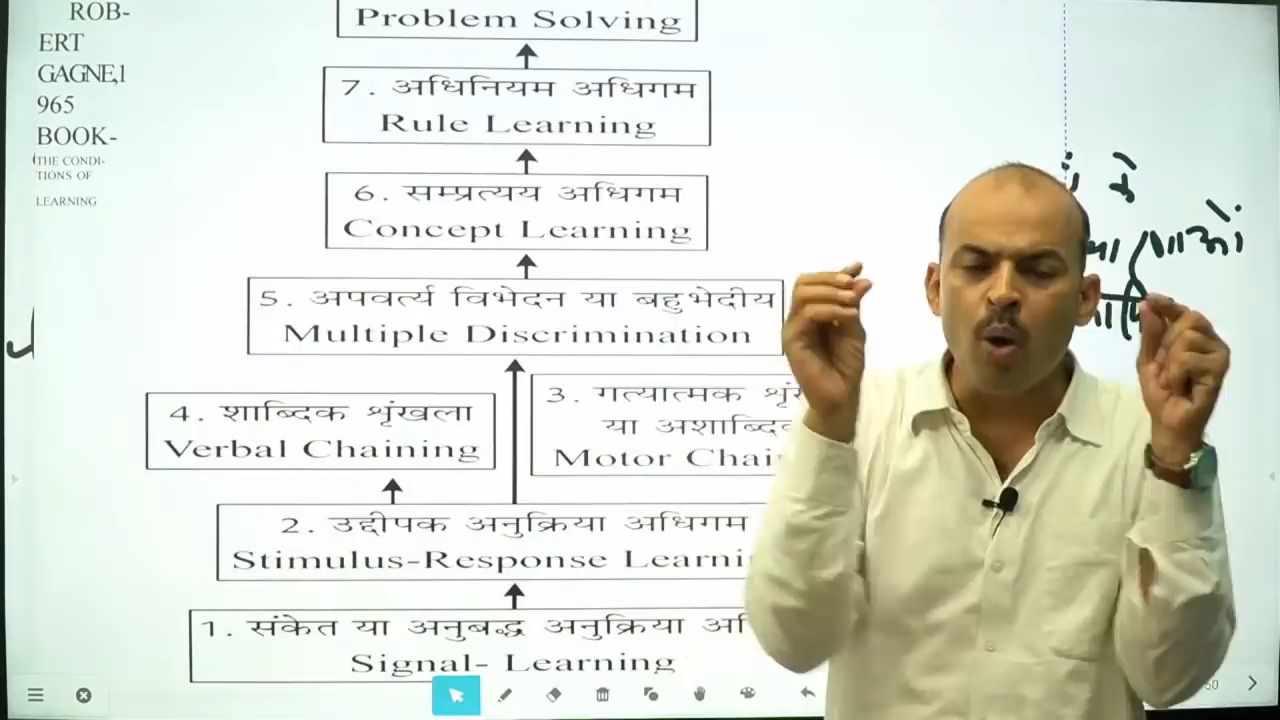 ROB-
ERT
GAGNE,1
965
BOOK-
THE CONDI-
TIONS OF
LEARNING
Problem Solving
7. अधिनियम अधिगम
Rule Learning
6. सम्प्रत्यय अधिगम
Concept Learning
5. अपवर्त्य विभेदन या बहुभेदीय
Multiple Discrimination
4. शाब्दिक श्रृंखला
Verbal Chaining
3. गत्यात्मक
या
Motor
2. उद्दीपक अनुक्रिया अधिगम
Stimulus-Response
1. संकेत या अनुबद्ध अनुक्रिया
Signal- Learning
50